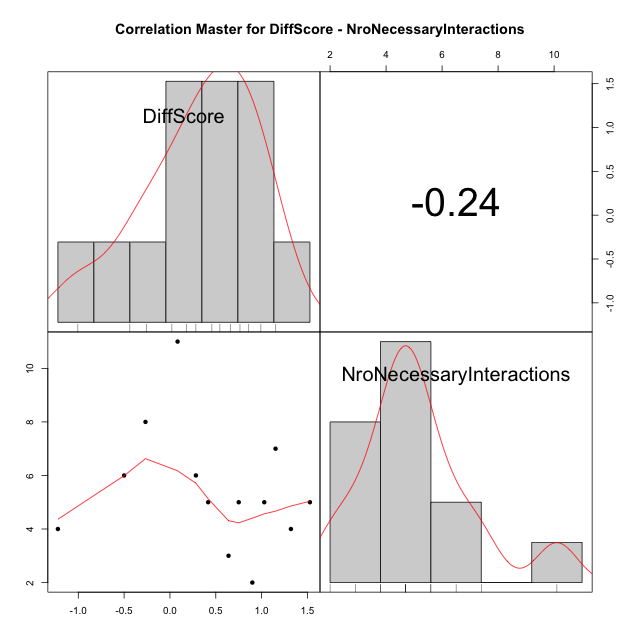 Correlation Master for DiffScore - NroNecessaryInteractions
2 4 6 8 10
DiffScore
-0.24
1.5
1.0
0.5
0.0
-0.5
-1.0
10
8
6
4
2
NroNecessaryInteractions
-1.0 -0.5 0.0 0.5 1.0 1.5